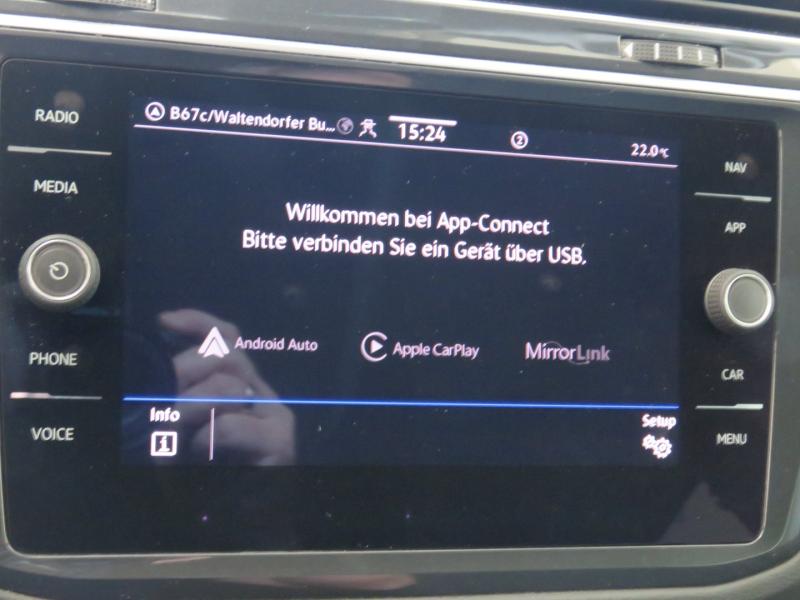 RADIO
MEDIA
PHONE
VOICE
B67c/Waltendorfer Bu...
15:24
2
22.0°C
Willkommen bei App-Connect
Bitte verbinden Sie ein Gerät über USB.
Android Auto
Apple CarPlay
MirrorLink
Info
i
Setup
NAV
APP
CAR
MENU